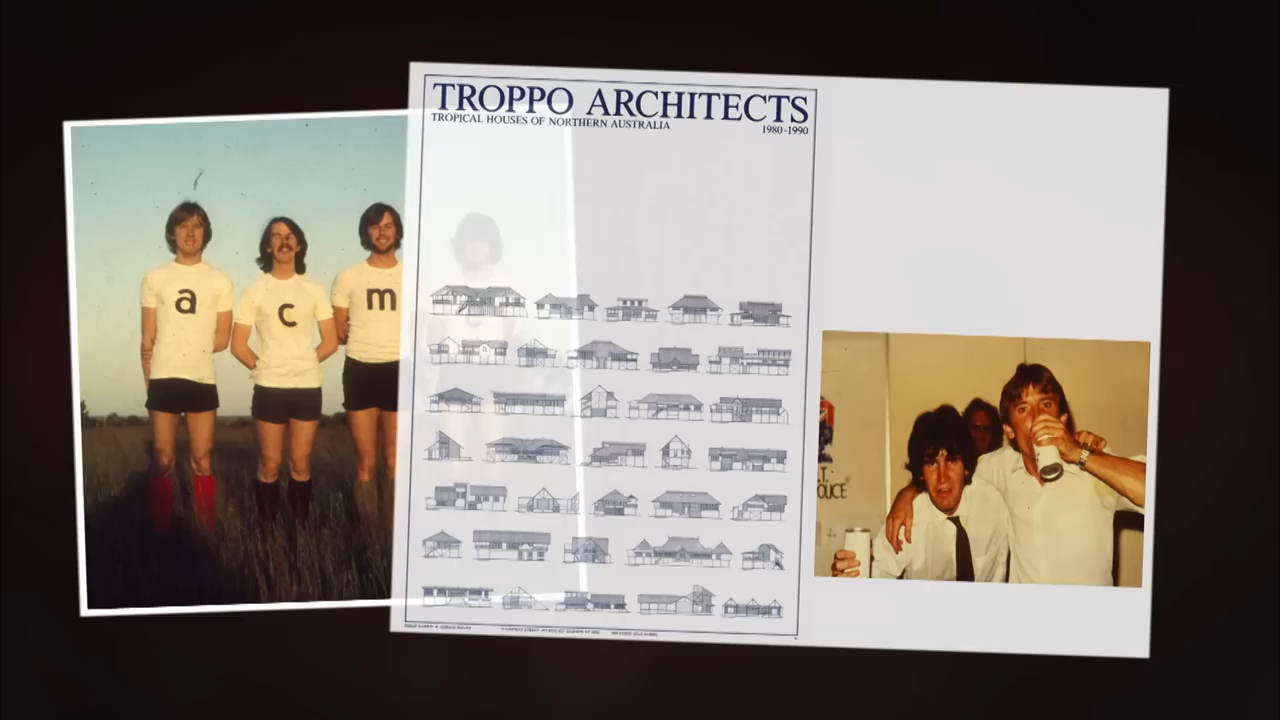 a
c
m
TROPPO ARCHITECTS
TROPICAL HOUSES OF NORTHERN AUSTRALIA
1980-1990